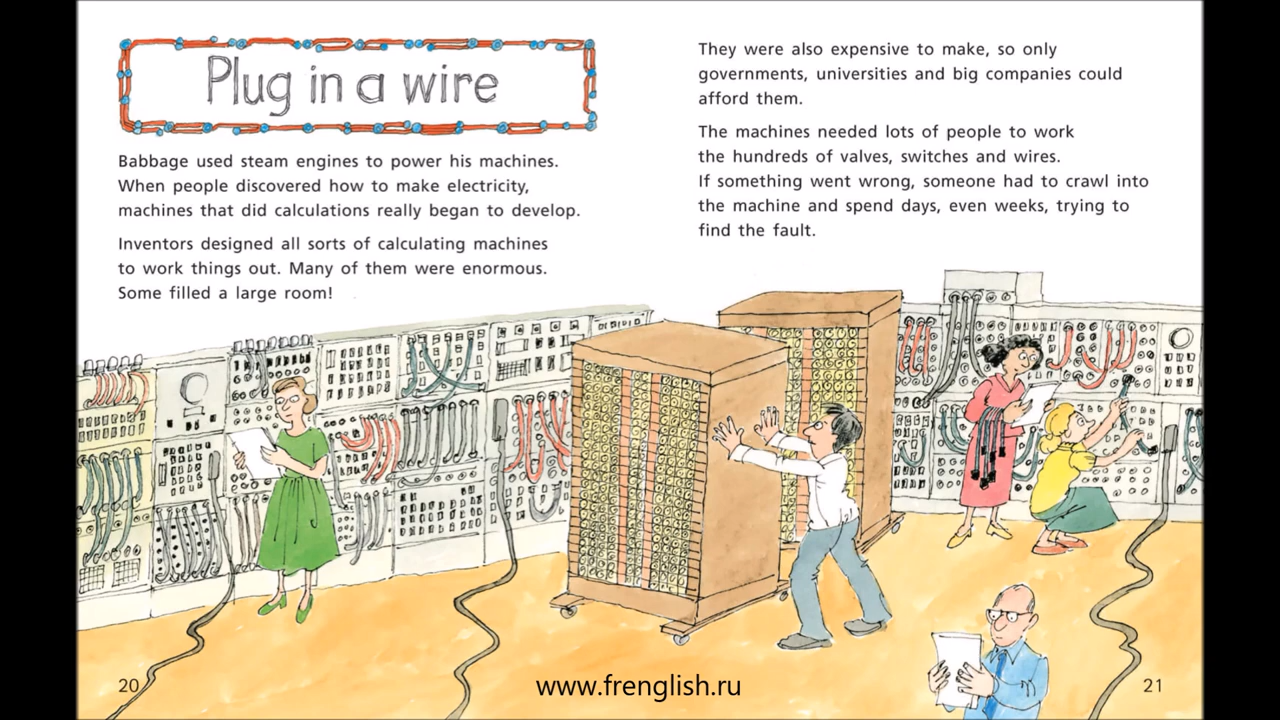 Plug in a wire
Babbage used steam engines to power his machines.
When people discovered how to make electricity,
machines that did calculations really began to develop.
Inventors designed all sorts of calculating machines
to work things out. Many of them were enormous.
Some filled a large room!
They were also expensive to make, so only
governments, universities and big companies could
afford them.
The machines needed lots of people to work
the hundreds of valves, switches and wires.
If something went wrong, someone had to crawl into
the machine and spend days, even weeks, trying to
find the fault.
20
www.frenglish.ru
21